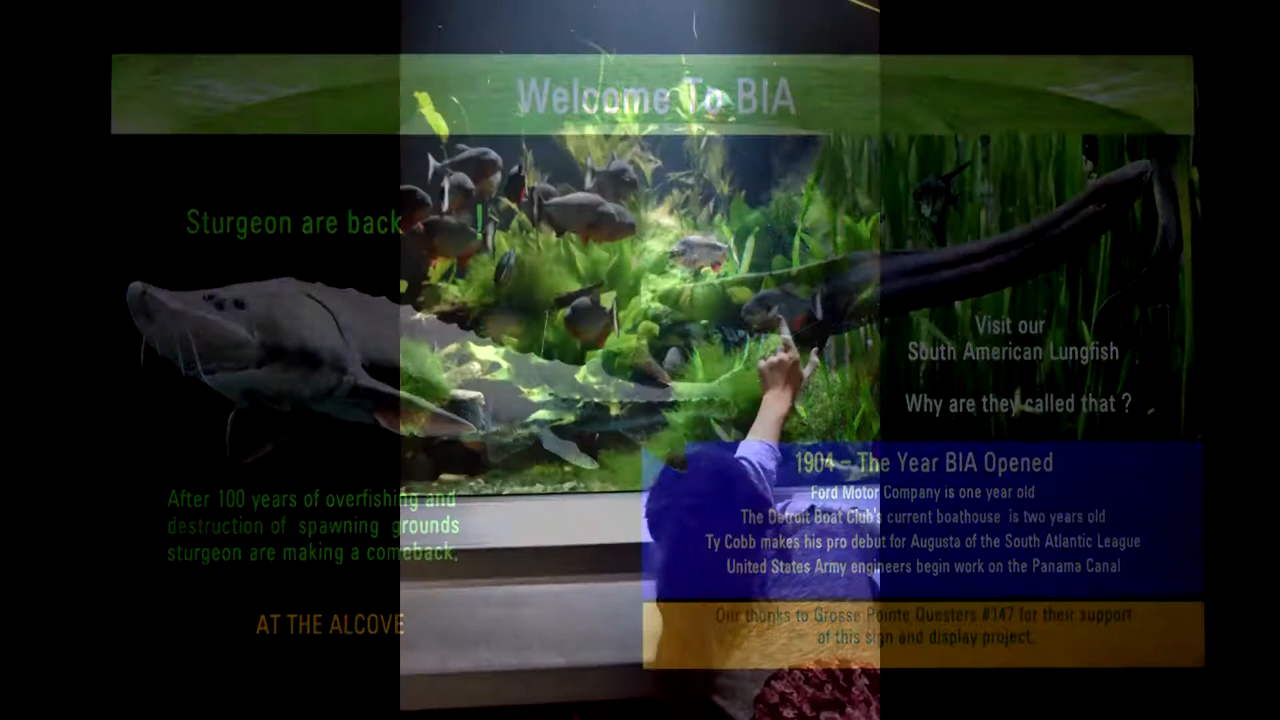 Welcome To BIA
Sturgeon are back !
Visit our
South American Lungfish
Why are they called that ?
1904 – The Year BIA Opened
Ford Motor Company is one year old
The Detroit Boat Club's current boathouse is two years old
Ty Cobb makes his pro debut for Augusta of the South Atlantic League
United States Army engineers begin work on the Panama Canal
After 100 years of overfishing and
destruction of spawning grounds
sturgeon are making a comeback.
AT THE ALCOVE
Our thanks to Grosse Pointe Questers #147 for their support
of this sign and display project.